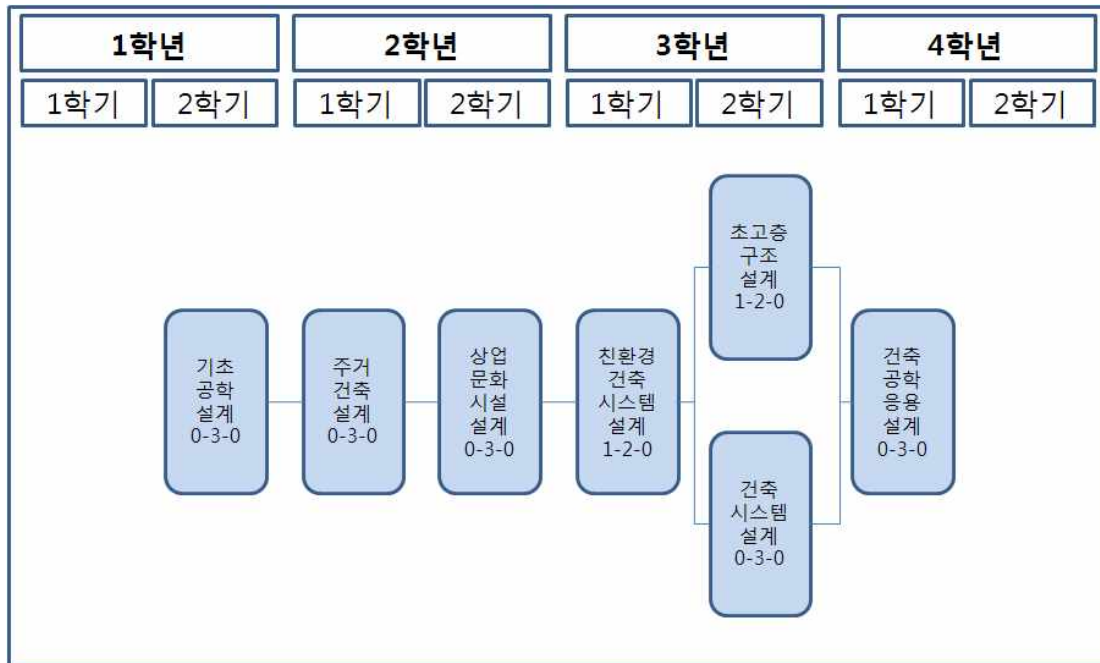 1학년
2학년
3학년
4학년
1학기
2학기
1학기
2학기
1학기
2학기
1학기
2학기
기초
공학
설계
0-3-0
주거
건축
설계
0-3-0
상업
문화
시설
설계
0-3-0
친환경
건축
시스템
설계
1-2-0
초고층
구조
설계
1-2-0
건축
시스템
설계
0-3-0
건축
공학
응용
설계
0-3-0